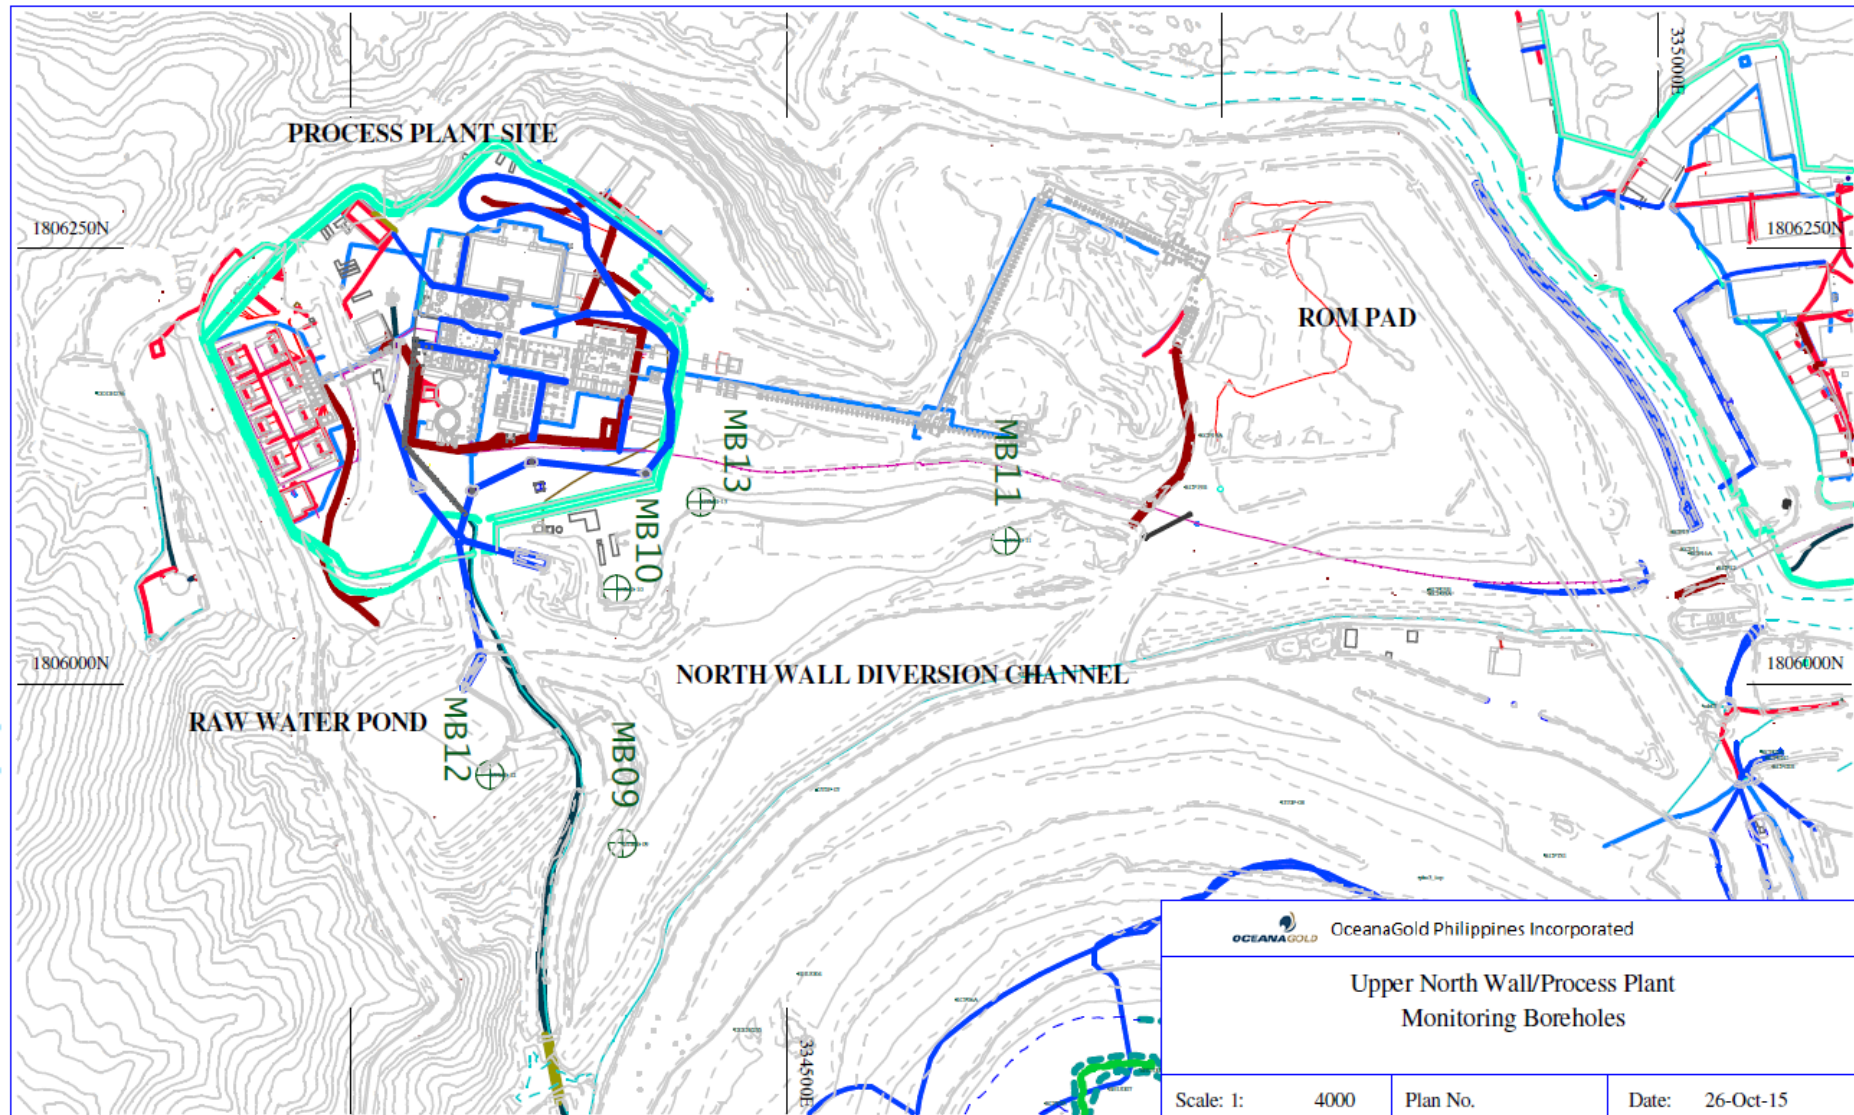 335000E
PROCESS PLANT SITE
1806250N
1806250N
ROM PAD
MB13
MB11
MB10
1806000N
1806000N
NORTH WALL DIVERSION CHANNEL
RAW WATER POND
MB12
MB09
334500E
OCEANAGOLD
OceanaGold Philippines Incorporated
Upper North Wall/Process Plant
Monitoring Boreholes
Scale: 1: 4000
Plan No.
Date: 26-Oct-15